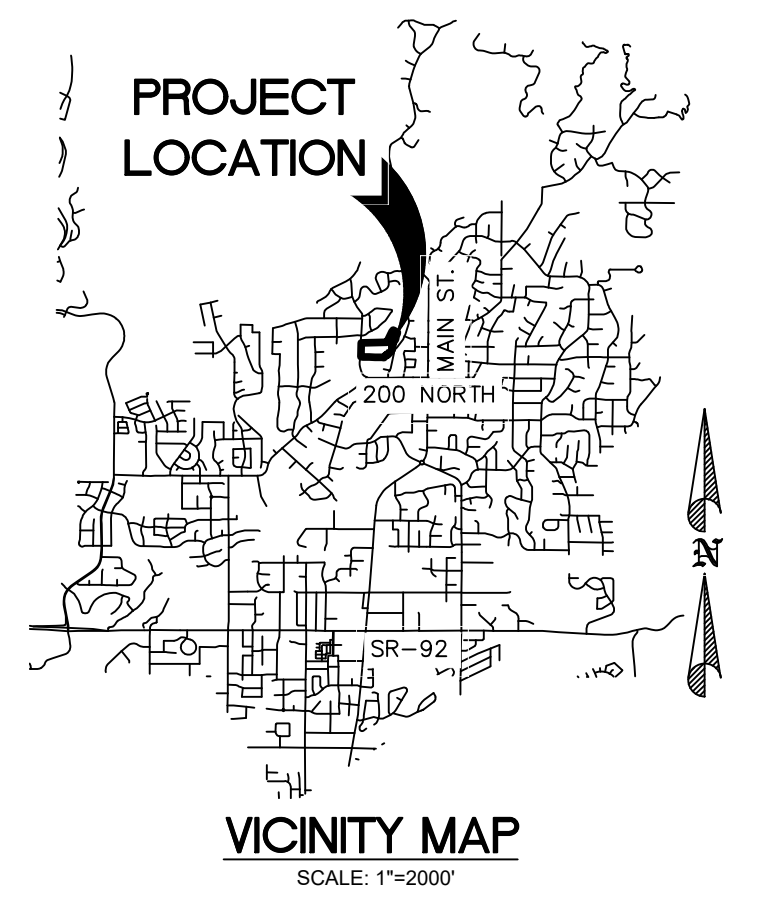 PROJECT
LOCATION
MAIN ST.
200 NORTH
N
SR-92
VICINITY MAP
SCALE: 1"=2000'